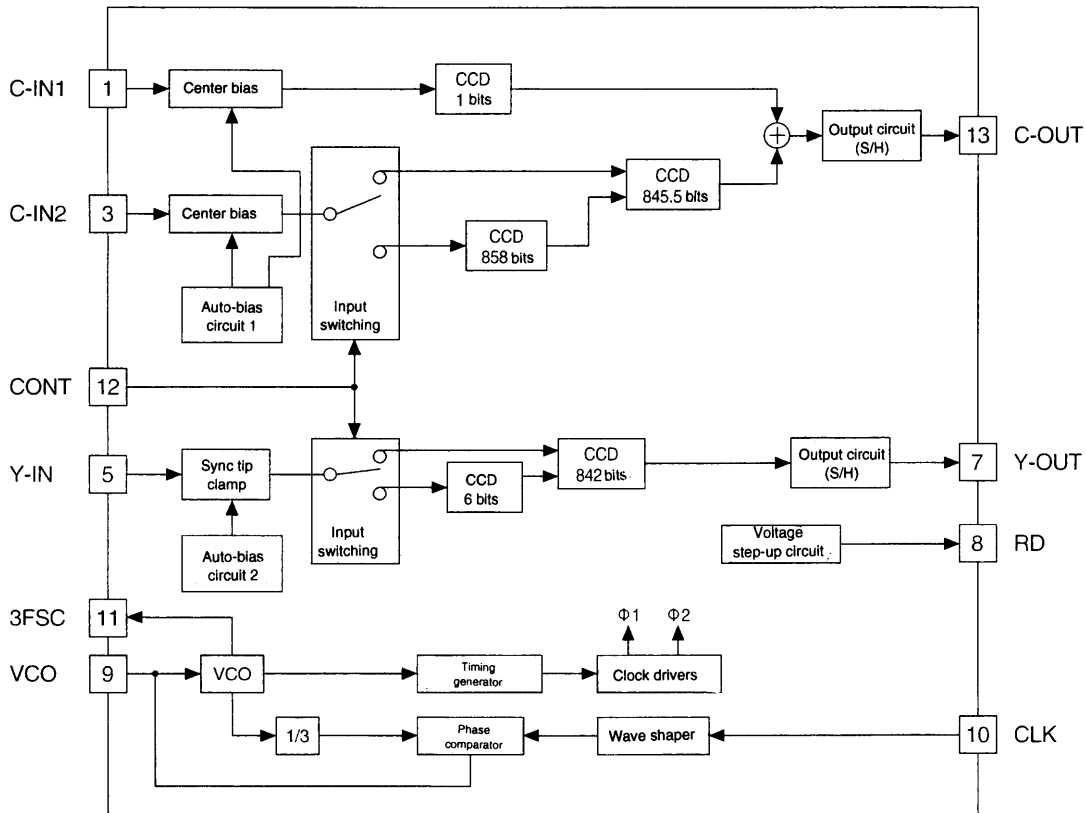 C-IN1
1
Center bias
CCD
1 bits
Output circuit
(S/H)
13
C-OUT
C-IN2
3
Center bias
CCD
845.5 bits
CCD
858 bits
Auto-bias
circuit 1
Input
switching
CONT
12
Y-IN
5
Sync tip
clamp
CCD
6 bits
CCD
842 bits
Output circuit
(S/H)
7
Y-OUT
Auto-bias
circuit 2
Input
switching
Voltage
step-up circuit
8
RD
3FSC
11
Φ1
Φ2
VCO
9
VCO
Timing
generator
Clock drivers
1/3
Phase
comparator
Wave shaper
10
CLK